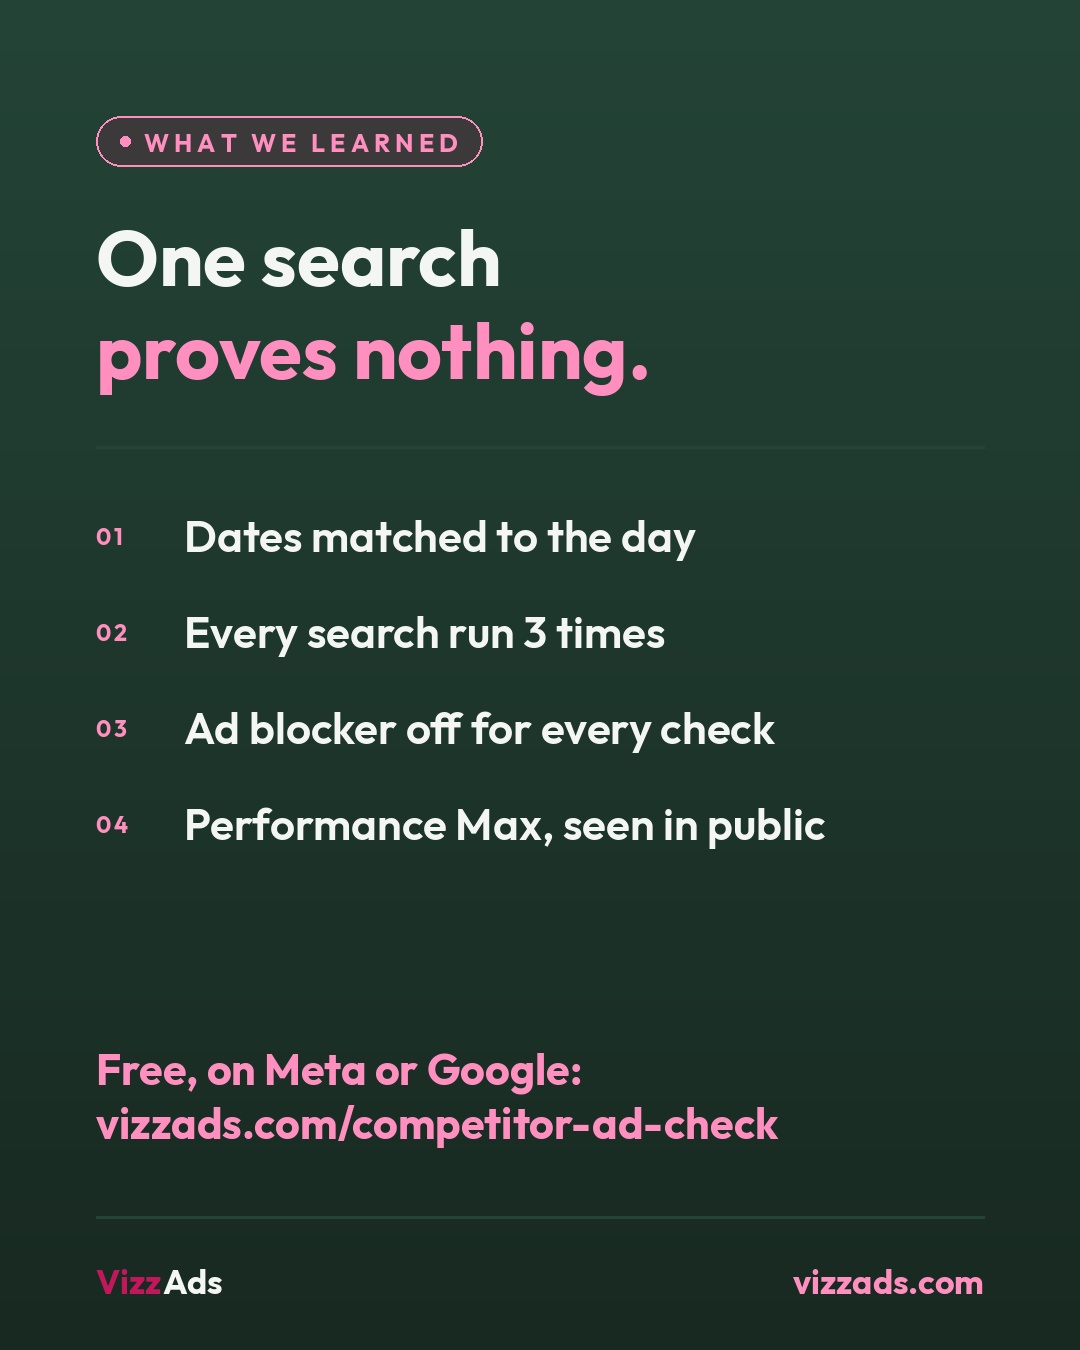 WHAT WE LEARNED
One search
proves nothing.
01 Dates matched to the day
02 Every search run 3 times
03 Ad blocker off for every check
04 Performance Max, seen in public
Free, on Meta or Google:
vizzads.com/competitor-ad-check
VizzAds vizzads.com